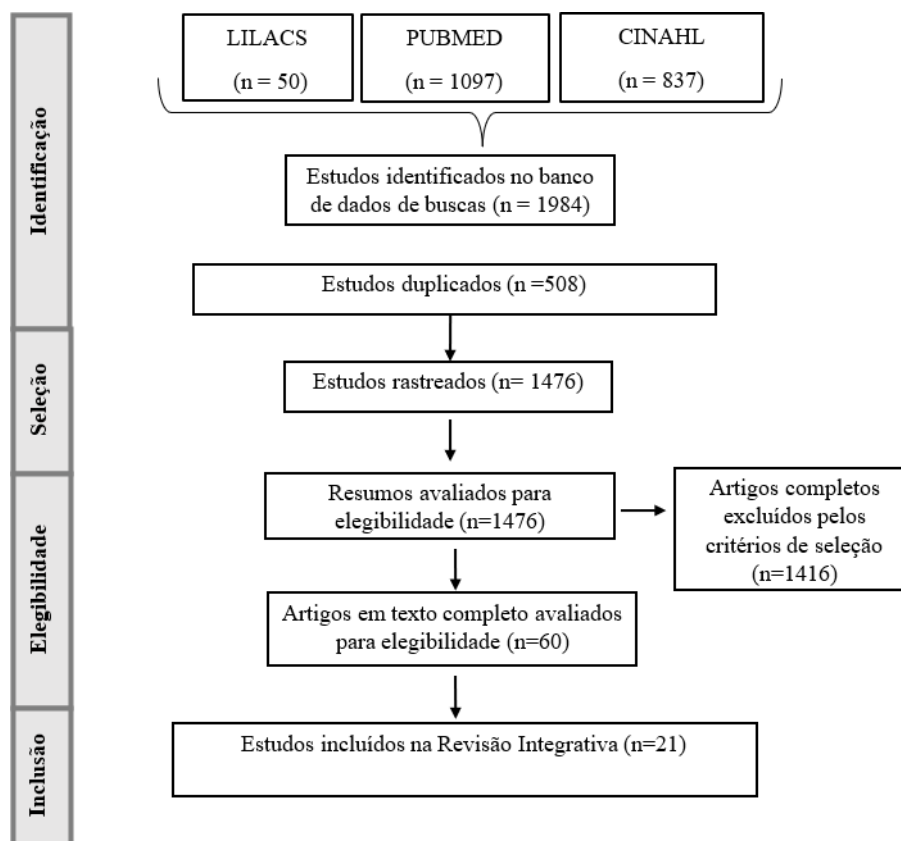 LILACS
(n = 50)
PUBMED
(n = 1097)
CINAHL
(n = 837)
Identificação
Estudos identificados no banco
de dados de buscas (n = 1984)
Estudos duplicados (n =508)
Seleção
Estudos rastreados (n= 1476)
Elegibilidade
Resumos avaliados para
elegibilidade (n=1476)
Artigos completos
excluídos pelos
critérios de seleção
(n=1416)
Artigos em texto completo avaliados
para elegibilidade (n=60)
Inclusão
Estudos incluídos na Revisão Integrativa (n=21)